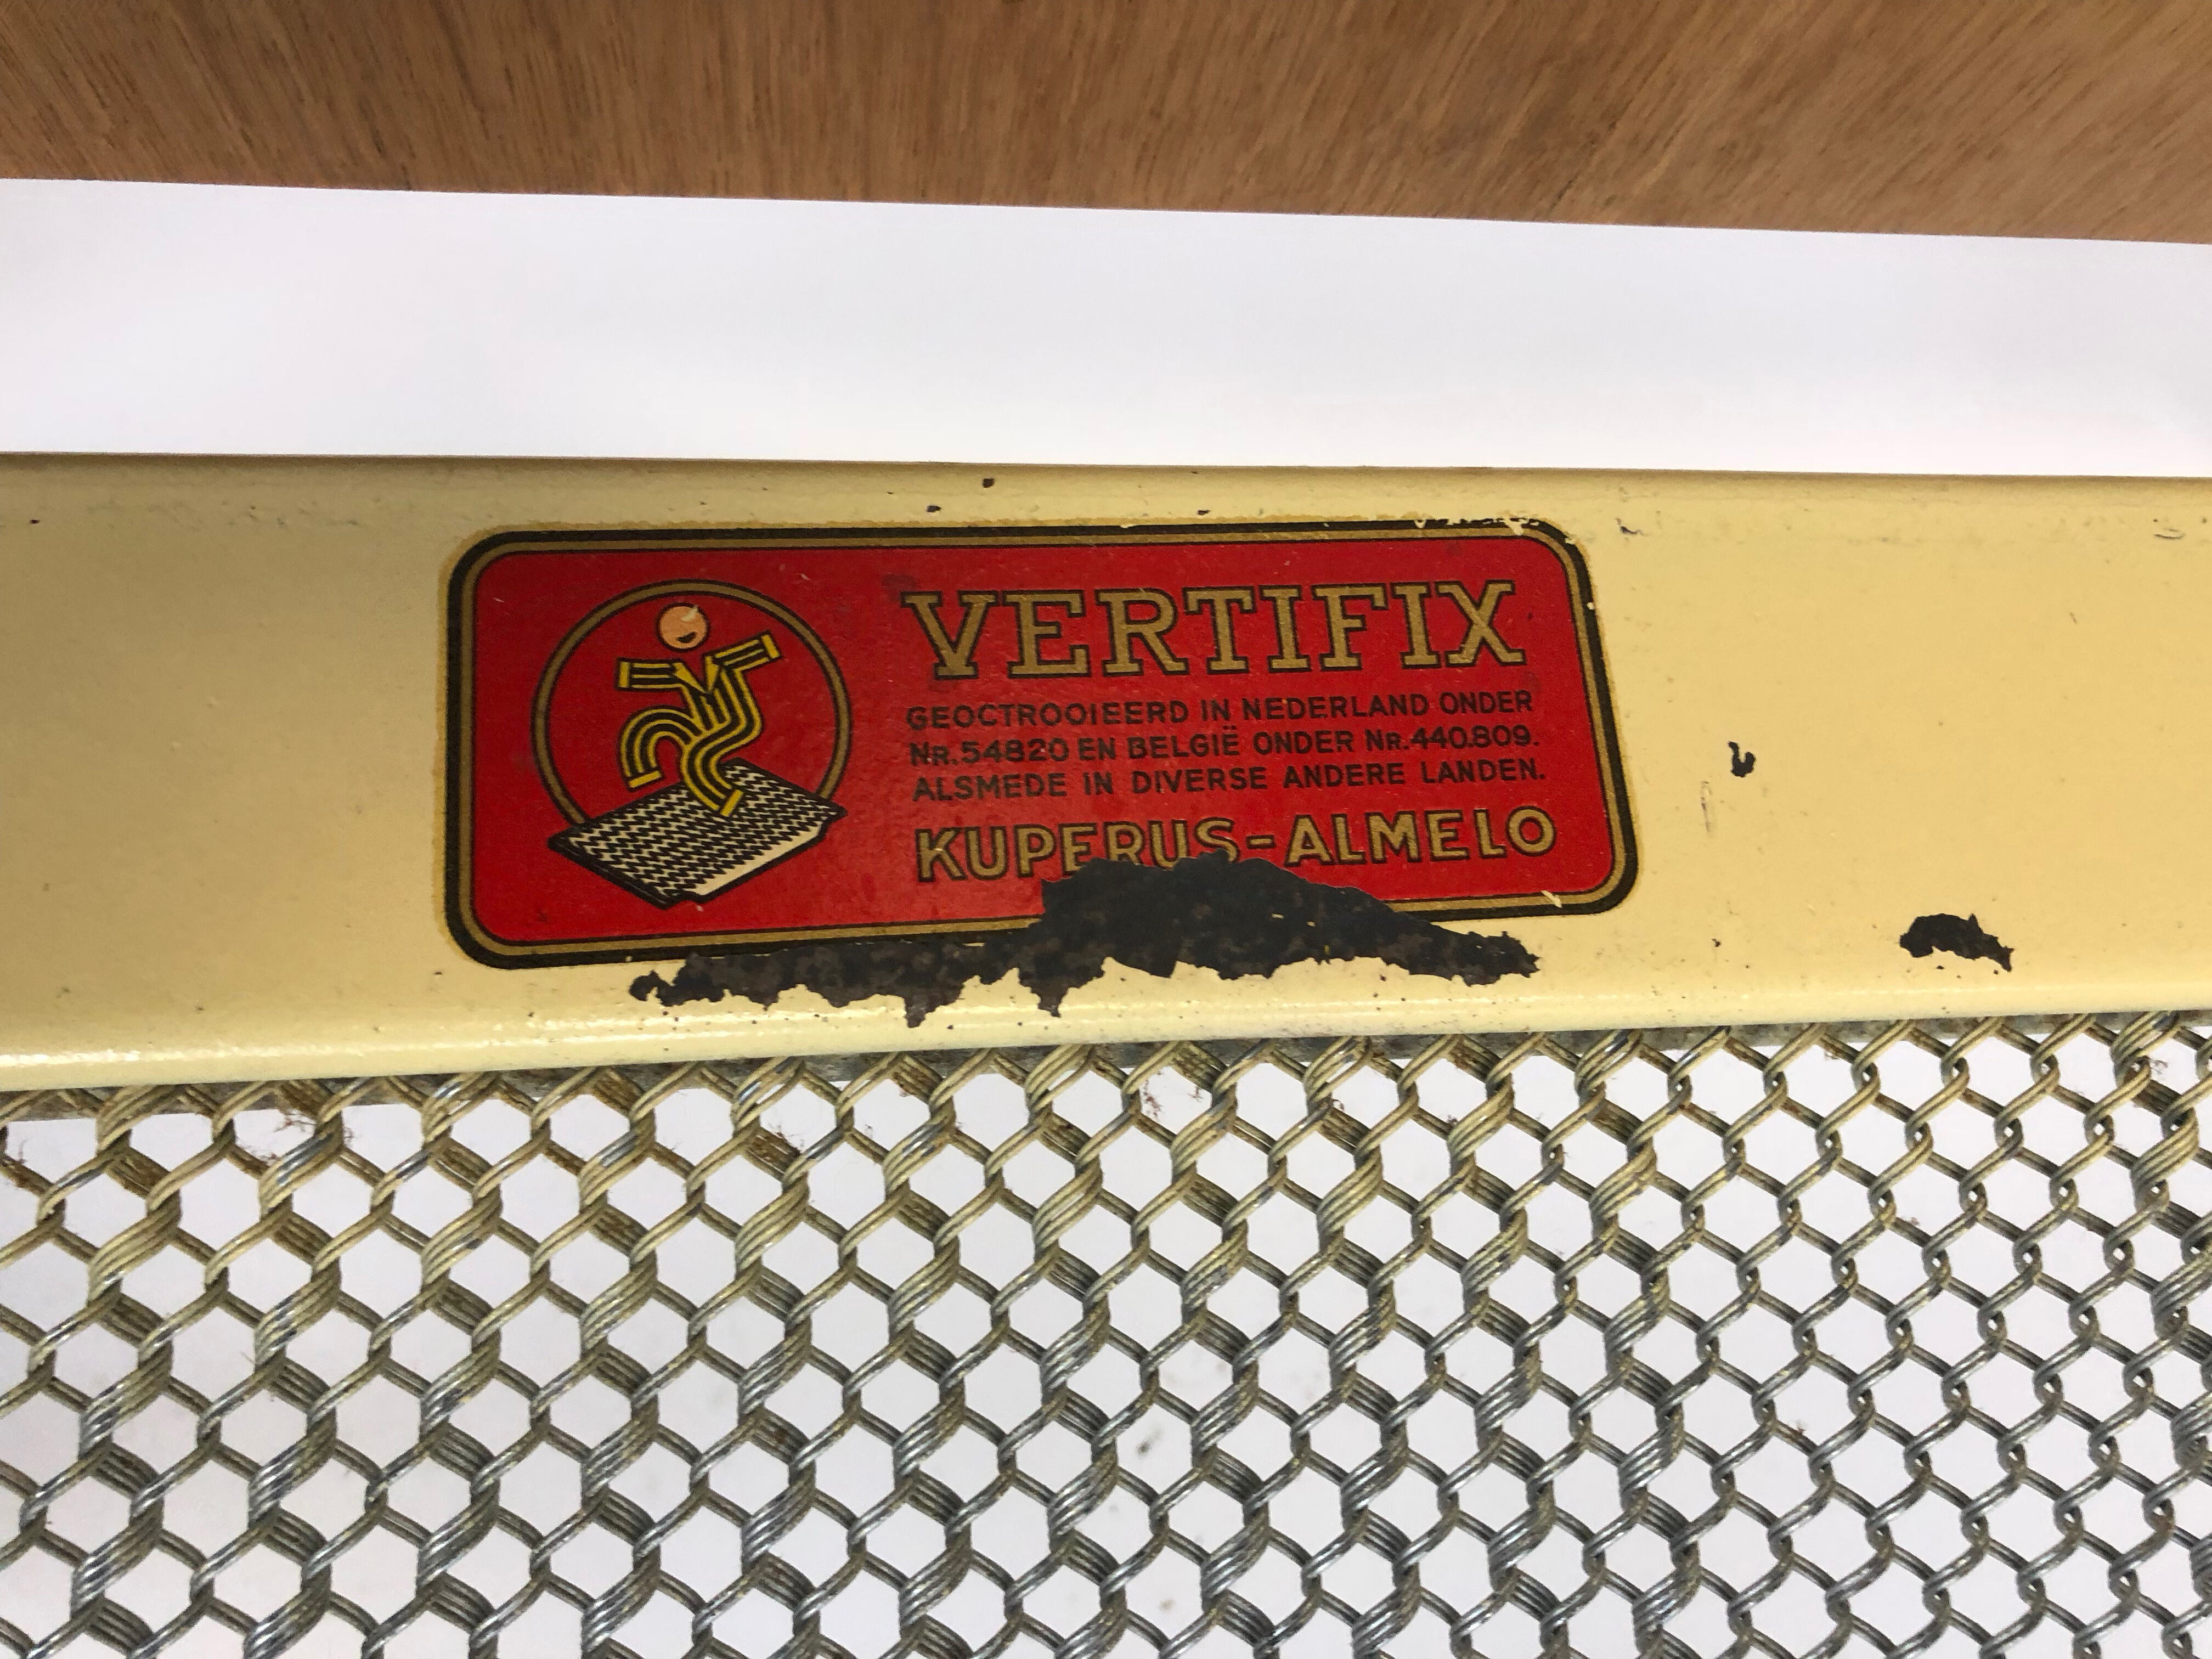 VERTIFIX
GEOCTROOIEERD IN NEDERLAND ONDER
NR.54820 EN BELGIË ONDER NR.440.809.
ALSMEDE IN DIVERSE ANDERE LANDEN.
KUPERUS-ALMELO